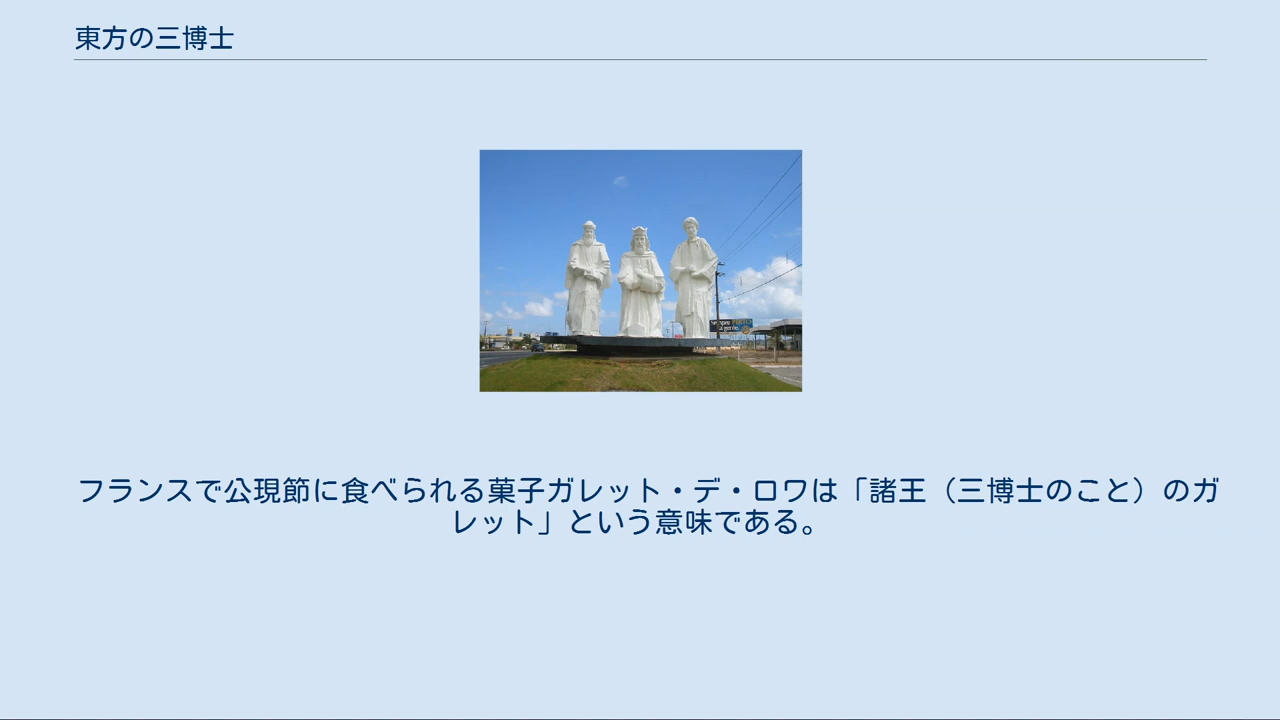 東方の三博士
フランスで公現節に食べられる菓子ガレット・デ・ロワは「諸王（三博士のこと）のガ
レット」という意味である。